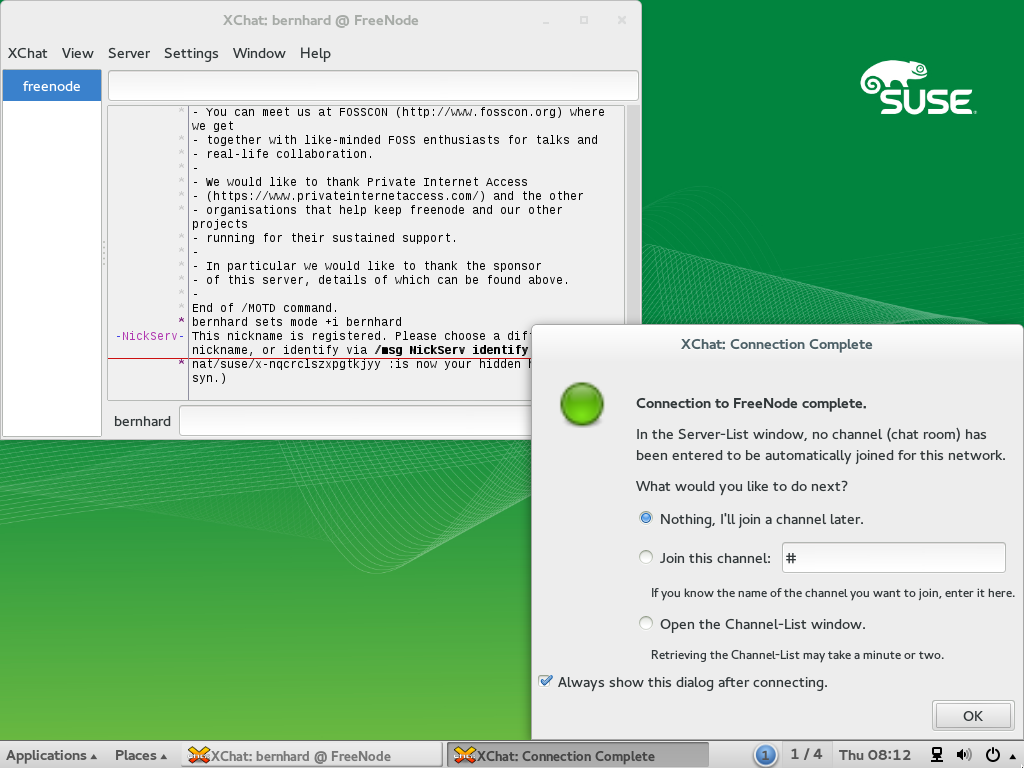 XChat: bernhard @ FreeNode
XChat View Server Settings Window Help
freenode
* - You can meet us at FOSSCON (http://www.fosscon.org) where
we get
* - together with like-minded FOSS enthusiasts for talks and
* - real-life collaboration.
* -
* - We would like to thank Private Internet Access
* - (https://www.privateinternetaccess.com/) and the other
* - organisations that help keep freenode and our other
projects
* - running for their sustained support.
* -
* - In particular we would like to thank the sponsor
* - of this server, details of which can be found above.
* -
* End of /MOTD command.
* bernhard sets mode +i bernhard
-NickServ- This nickname is registered. Please choose a dif
nickname, or identify via /msg NickServ identify
* nat/suse/x-nqcrclszxpgtkjyy :is now your hidden
syn.)
bernhard
SUSE
XChat: Connection Complete
Connection to FreeNode complete.
In the Server-List window, no channel (chat room) has
been entered to be automatically joined for this network.
What would you like to do next?
Nothing, I'll join a channel later.
Join this channel: #
If you know the name of the channel you want to join, enter it here.
Open the Channel-List window.
Retrieving the Channel-List may take a minute or two.
Always show this dialog after connecting.
OK
Applications Places XChat: bernhard @ FreeNode XChat: Connection Complete 1 1 / 4 Thu 08:12